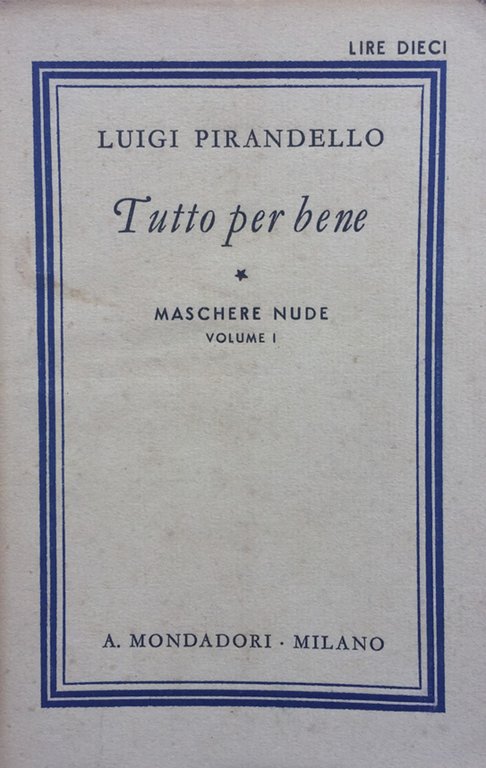 LIRE DIECI
LUIGI PIRANDELLO
Tutto per bene
★
MASCHERE NUDE
VOLUME I
A. MONDADORI · MILANO